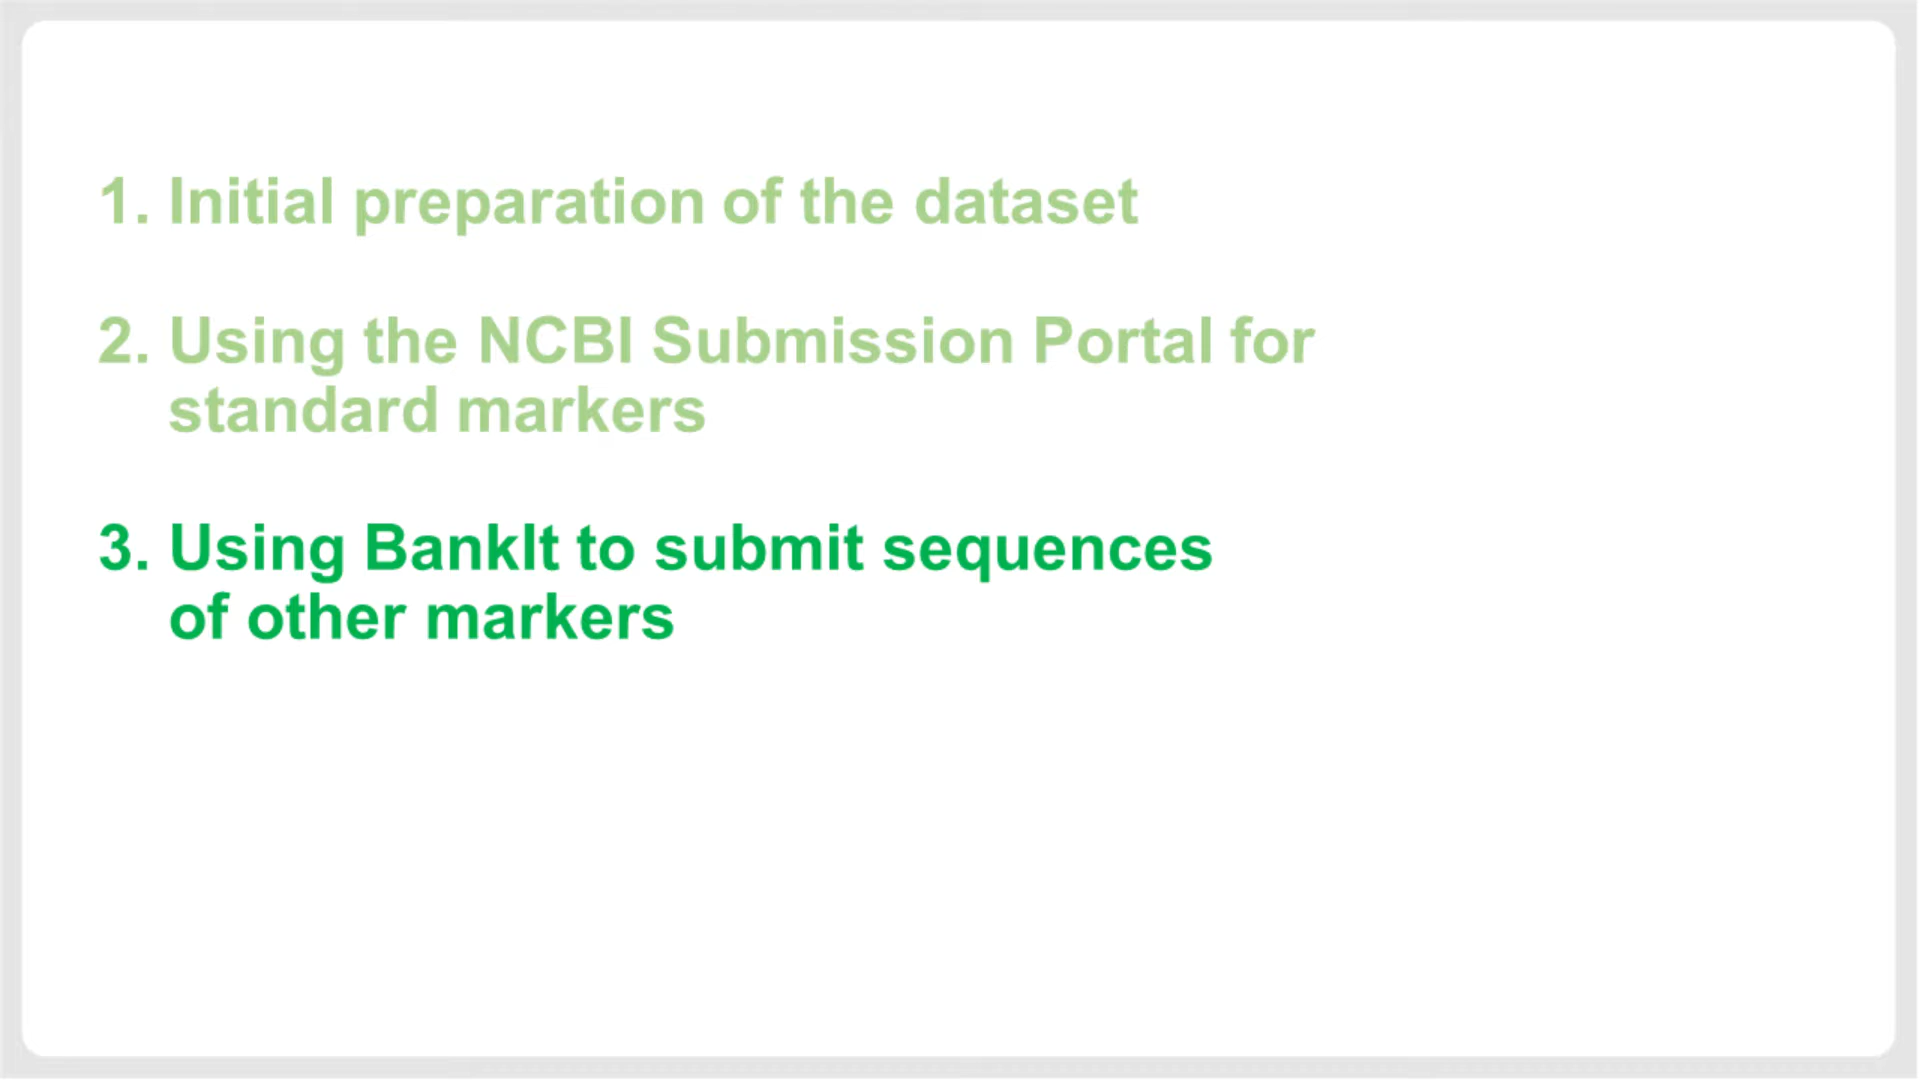 1. Initial preparation of the dataset
2. Using the NCBI Submission Portal for
standard markers
3. Using BankIt to submit sequences
of other markers